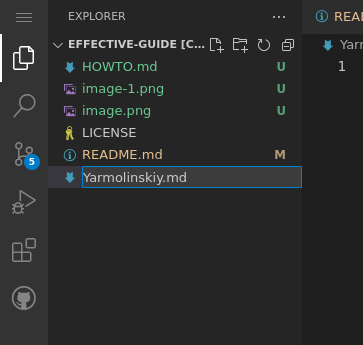 EXPLORER
READ
EFFECTIVE-GUIDE [C...
Yarm
HOWTO.md U
1
image-1.png U
image.png U
LICENSE
README.md M
5
Yarmolinskiy.md